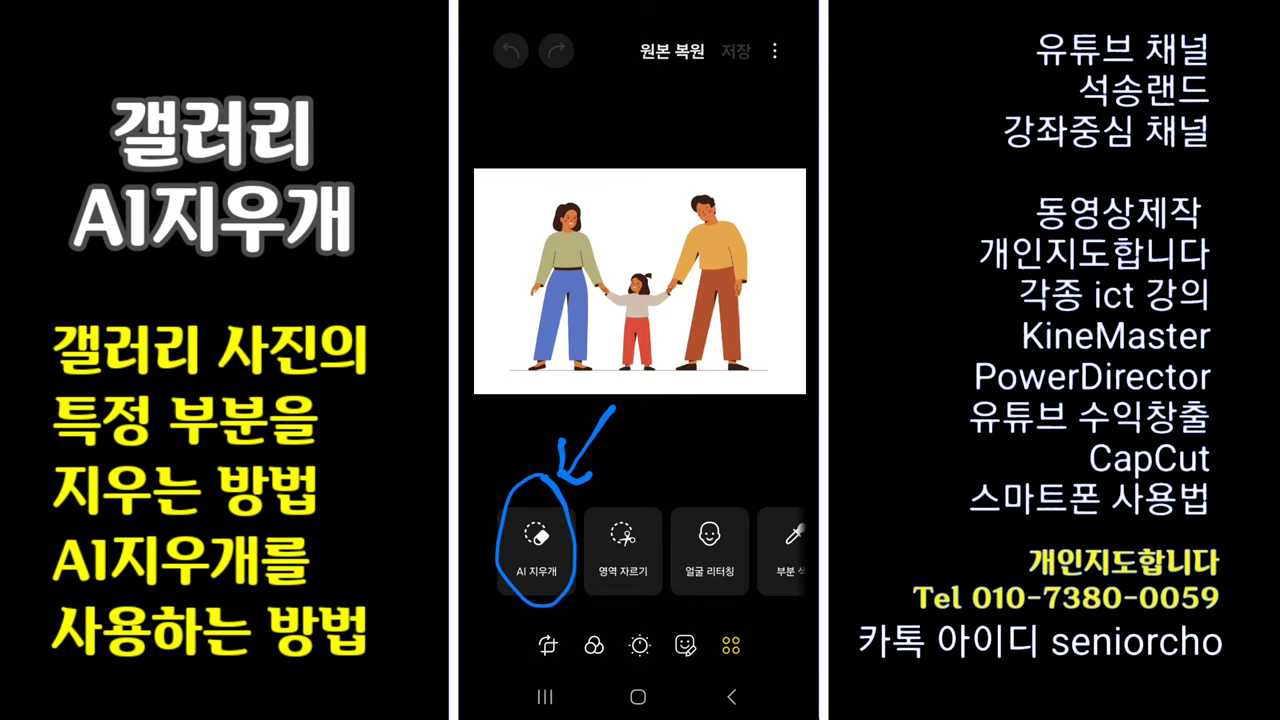 갤러리
AI지우개
갤러리 사진의
특정 부분을
지우는 방법
AI지우개를
사용하는 방법
원본 복원 저장
AI 지우개 영역 자르기 얼굴 리터칭 부분
유튜브 채널
석송랜드
강좌중심 채널
동영상제작
개인지도합니다
각종 ict 강의
KineMaster
PowerDirector
유튜브 수익창출
CapCut
스마트폰 사용법
개인지도합니다
Tel 010-7380-0059
카톡 아이디 seniorcho